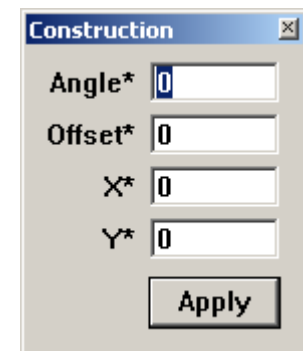 Construction
Angle* 0
Offset* 0
X* 0
Y* 0
Apply